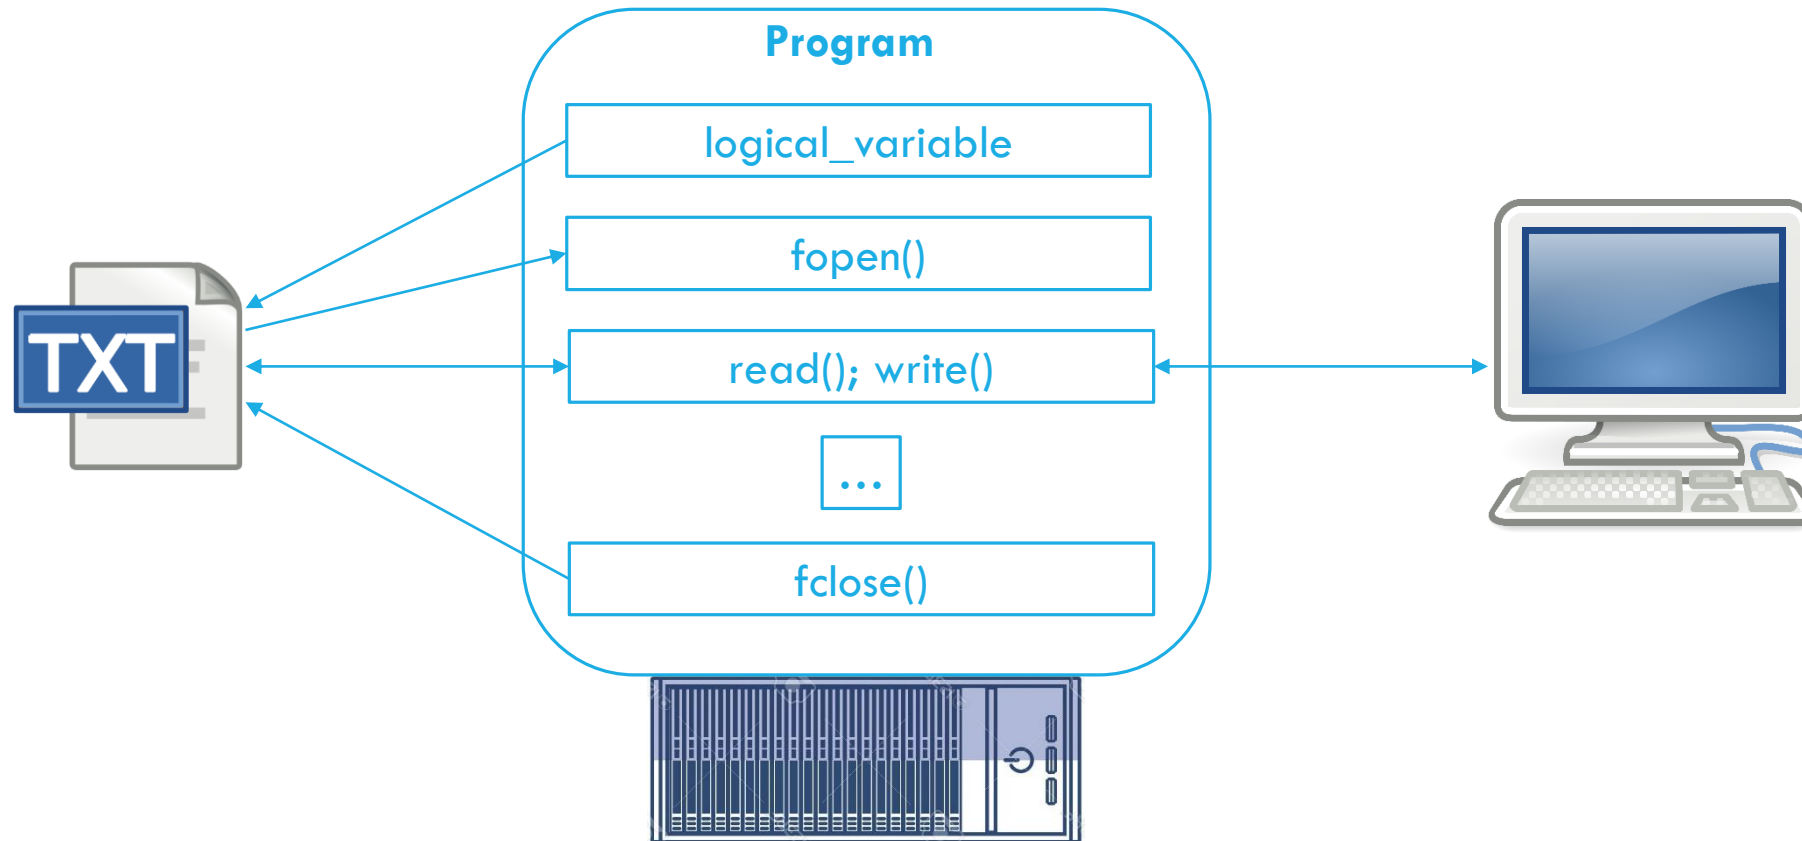 Program
logical_variable
fopen()
TXT
read(); write()
...
fclose()